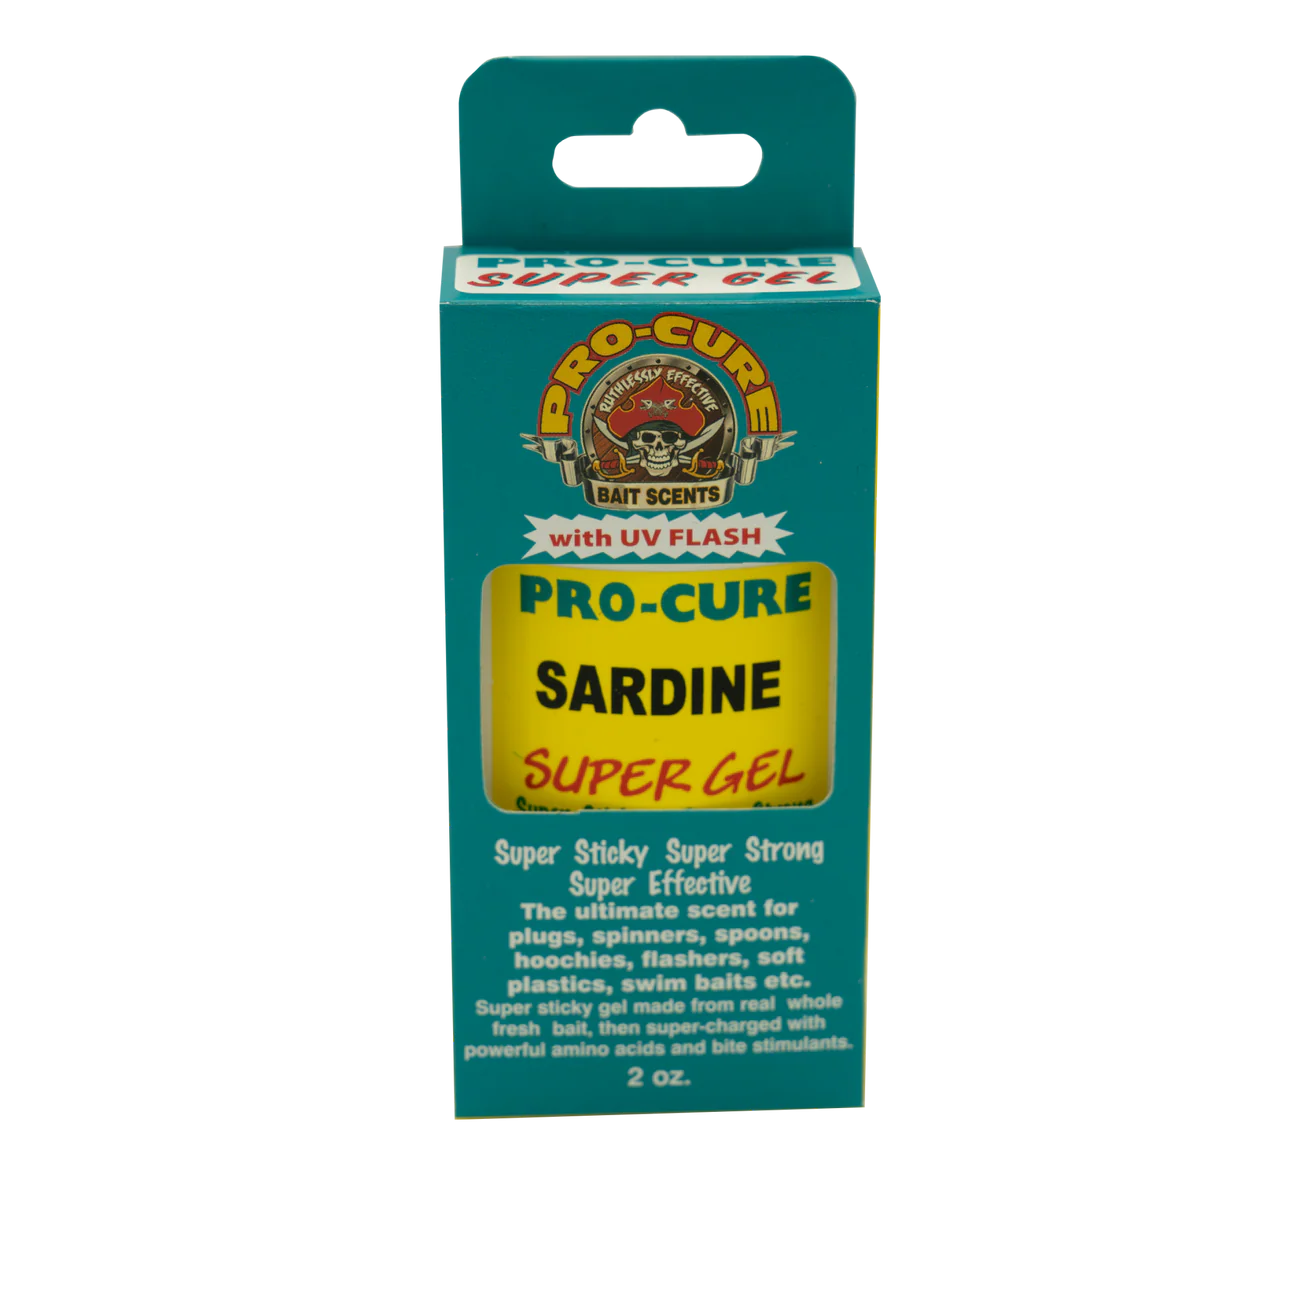 PRO-CURE
SUPER GEL
PRO-CURE
RUTHLESSLY EFFECTIVE
BAIT SCENTS
with UV FLASH
PRO-CURE
SARDINE
SUPER GEL
Super Sticky Super Strong
Super Effective
The ultimate scent for
plugs, spinners, spoons,
hoochies, flashers, soft
plastics, swim baits etc.
Super sticky gel made from real whole
fresh bait, then super-charged with
powerful amino acids and bite stimulants.
2 oz.